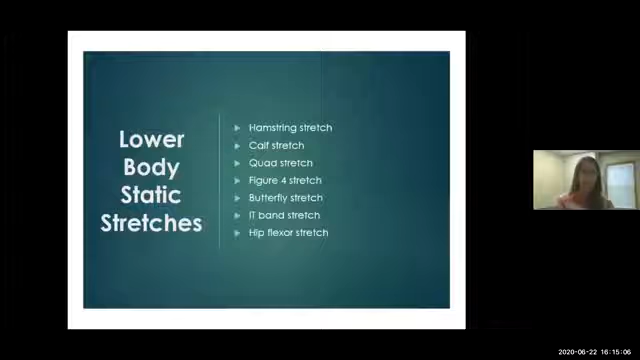 Lower
Body
Static
Stretches
Hamstring stretch
Calf stretch
Quad stretch
Figure 4 stretch
Butterfly stretch
IT band stretch
Hip flexor stretch
2020-06-22 16:15:06